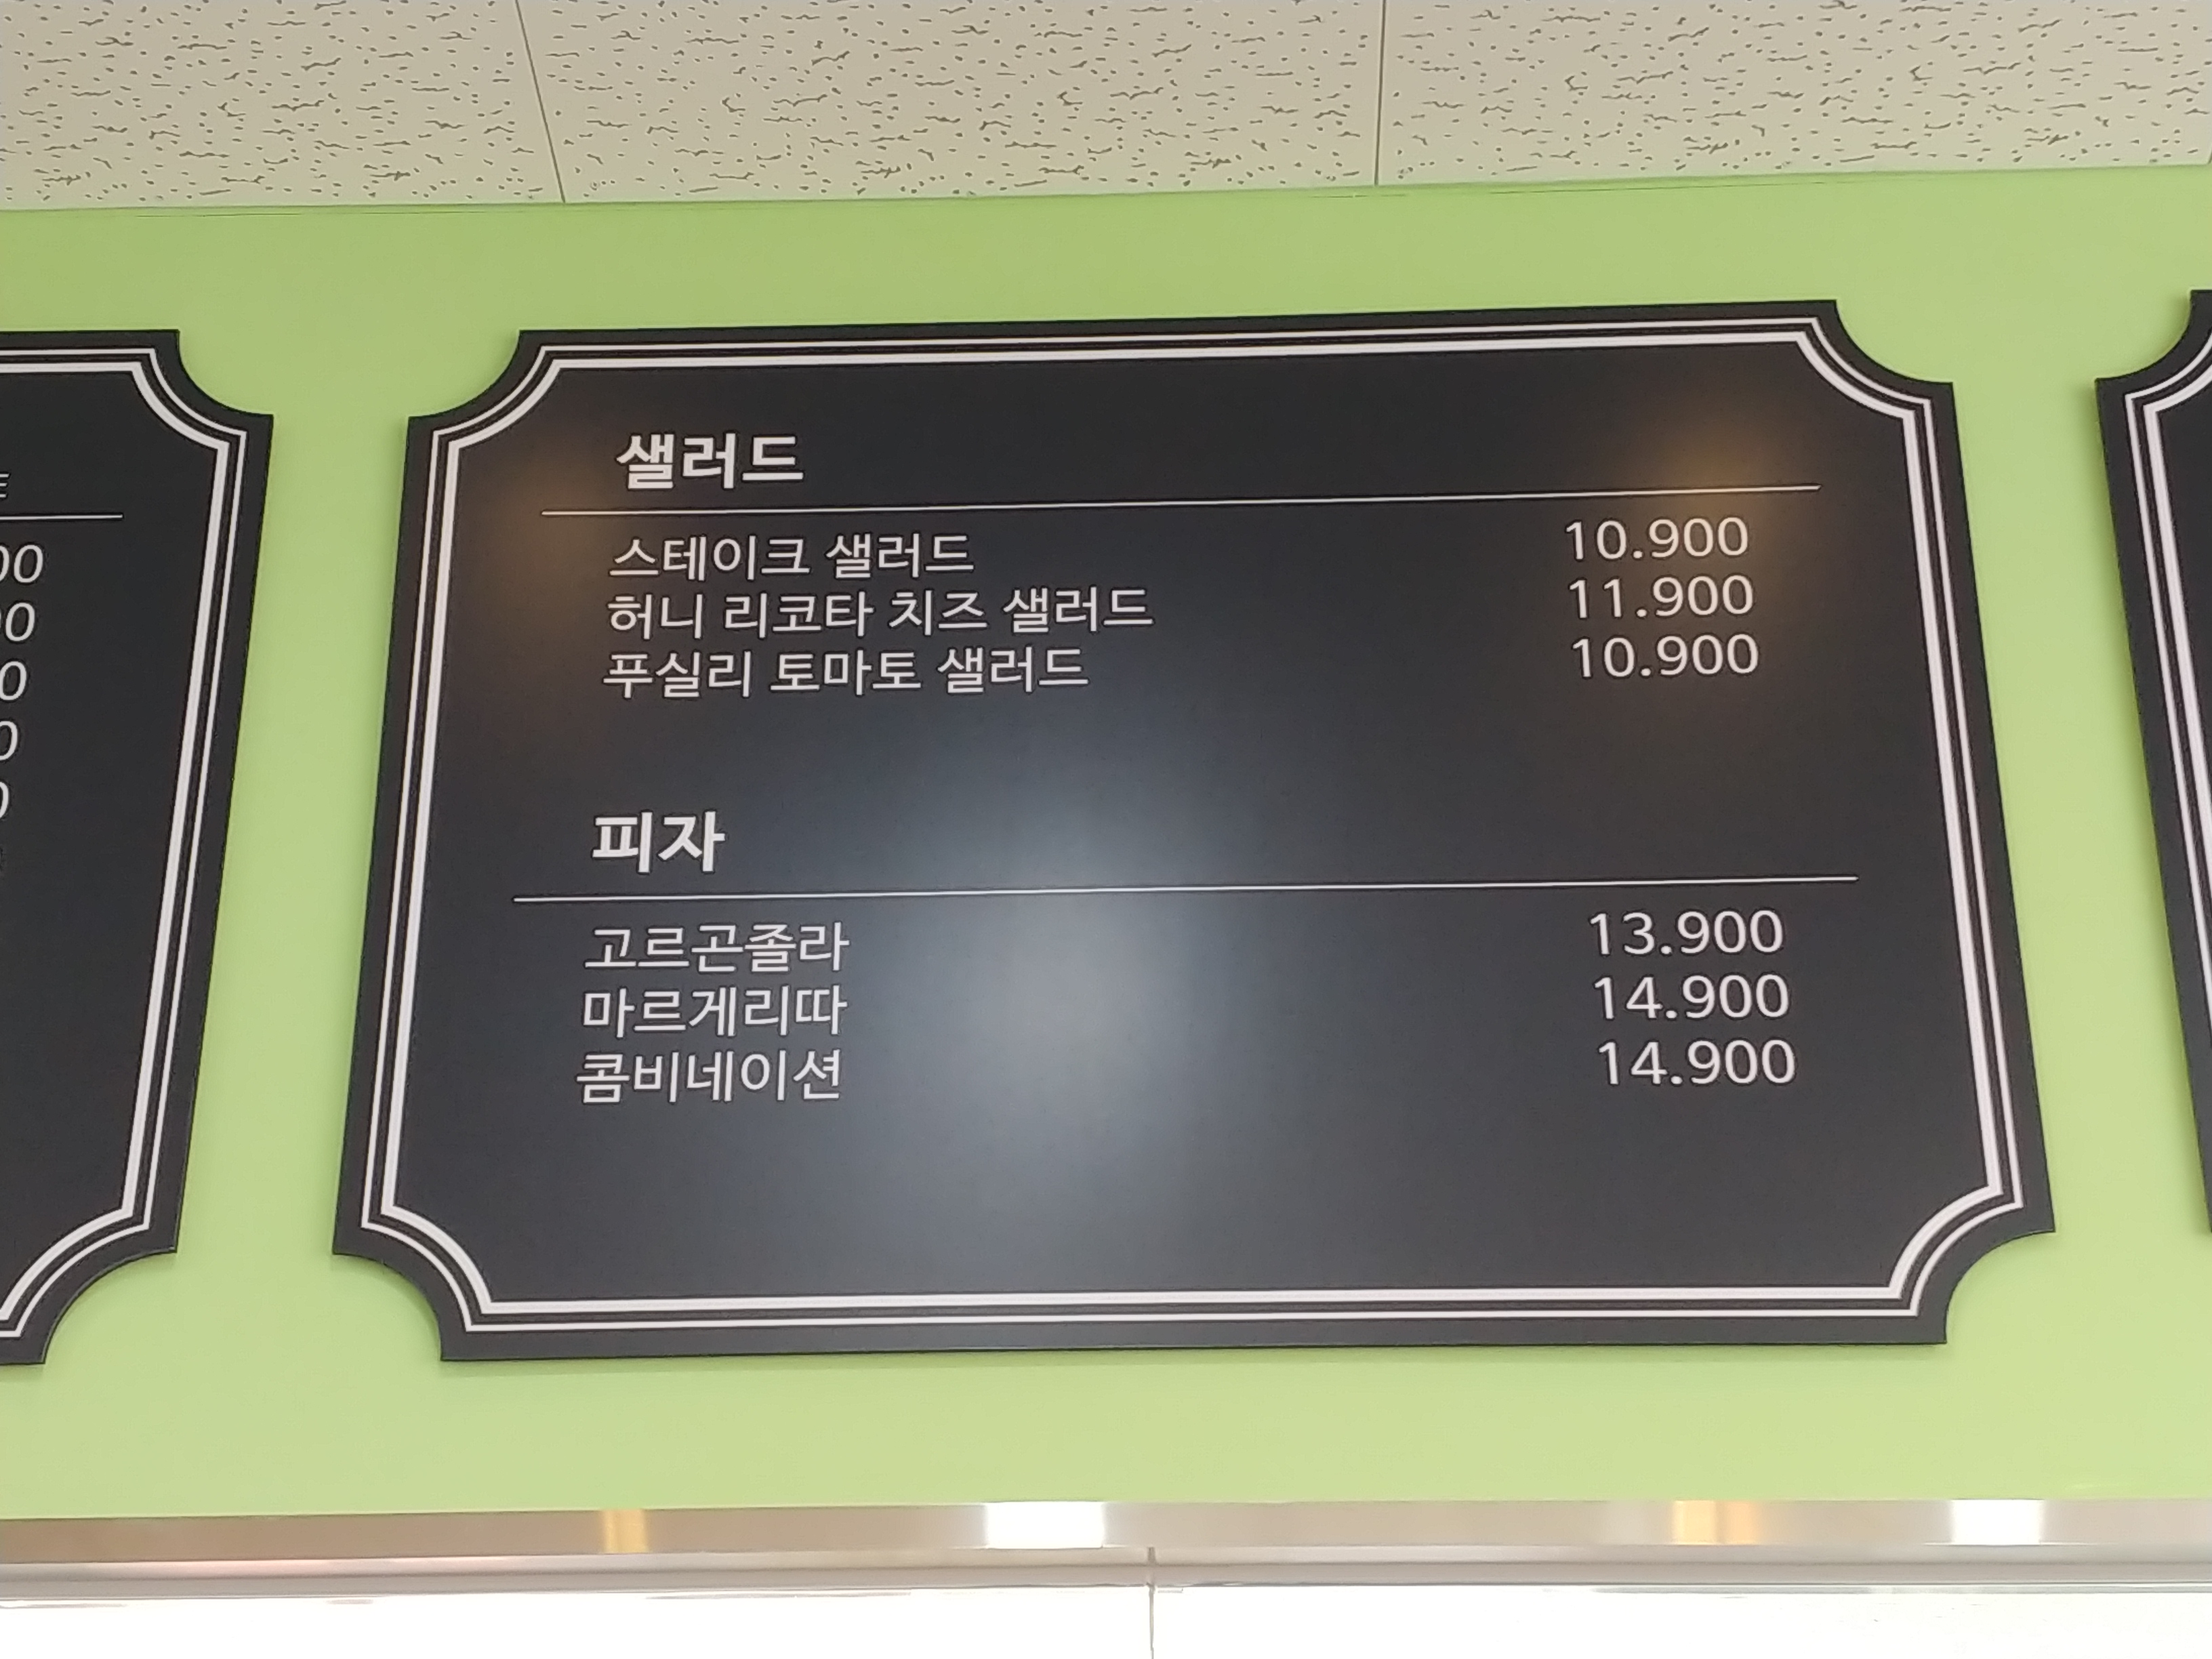 샐러드
스테이크 샐러드 10.900
허니 리코타 치즈 샐러드 11.900
푸실리 토마토 샐러드 10.900
피자
고르곤졸라 13.900
마르게리따 14.900
콤비네이션 14.900